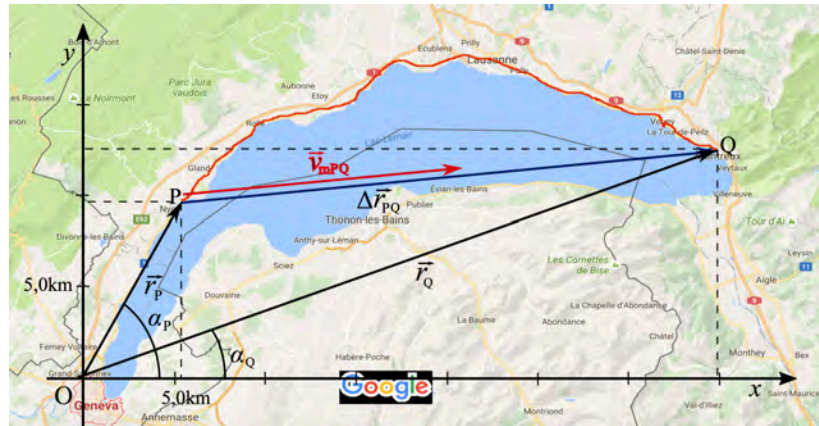 y
Ecublens
Prilly
Lausanne
Pully
Châtel-Saint-Denis
Parc Jura
vaudois
Aubonne
Etoy
Les Rousses
Le Noirmont
Rolle
Vevey
La Tour-de-Peilz
Lac Léman
Q
Montreux
Veytaux
Villeneuve
Gland
v⃗mPQ
P
Évian-les-Bains
Publier
Δr⃗PQ
Thonon-les-Bains
Divonne-les-Bains
Anthy-sur-Léman
Tour d'Aï
Leysin
Sciez
r⃗Q
Les Cornettes
de Bise
Aigle
5,0km
r⃗P
Douvaine
La Chapelle-d'Abondance
αP
La Baume
Abondance
Châtel
Ferney-Voltaire
αQ
Habère-Poche
Monthey
Bex
O
5,0km
Google
x
Saint-Maurice
Geneva
Annemasse
Montriond
Val-d'Illiez